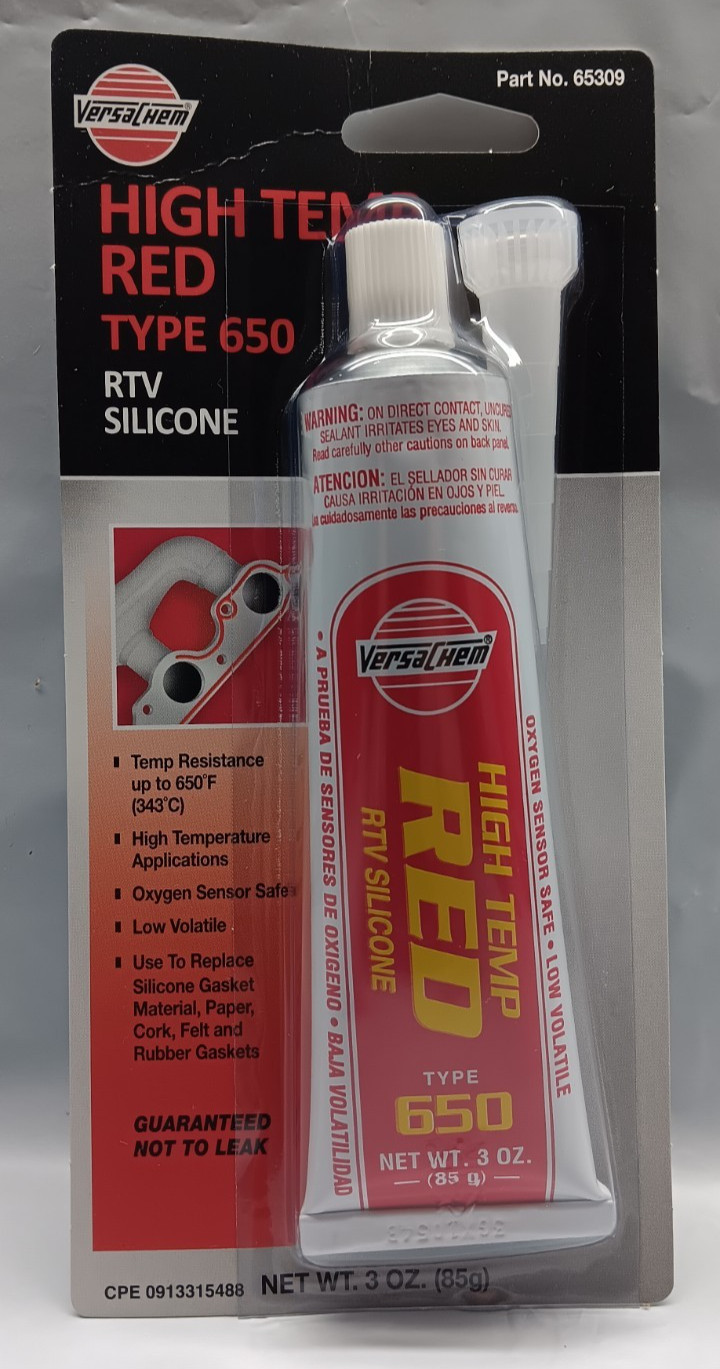 Part No. 65309
VersaChem®
HIGH TEMP
RED
TYPE 650
RTV
SILICONE
WARNING: ON DIRECT CONTACT, UNCURED
SEALANT IRRITATES EYES AND SKIN.
Read carefully other cautions on back panel.
ATENCION: EL SELLADOR SIN CURAR
CAUSA IRRITACIÓN EN OJOS Y PIEL.
cuidadosamente las precauciones al reverso.
VersaChem®
• A PRUEBA DE SENSORES DE OXIGENO • BAJA VOLATILIDAD
OXYGEN SENSOR SAFE • LOW VOLATILE
HIGH TEMP
RED
RTV SILICONE
TYPE
650
NET WT. 3 OZ.
(85 g)
Temp Resistance
up to 650°F
(343°C)
High Temperature
Applications
Oxygen Sensor Safe
Low Volatile
Use To Replace
Silicone Gasket
Material, Paper,
Cork, Felt and
Rubber Gaskets
GUARANTEED
NOT TO LEAK
CPE 0913315488 NET WT. 3 OZ. (85g)